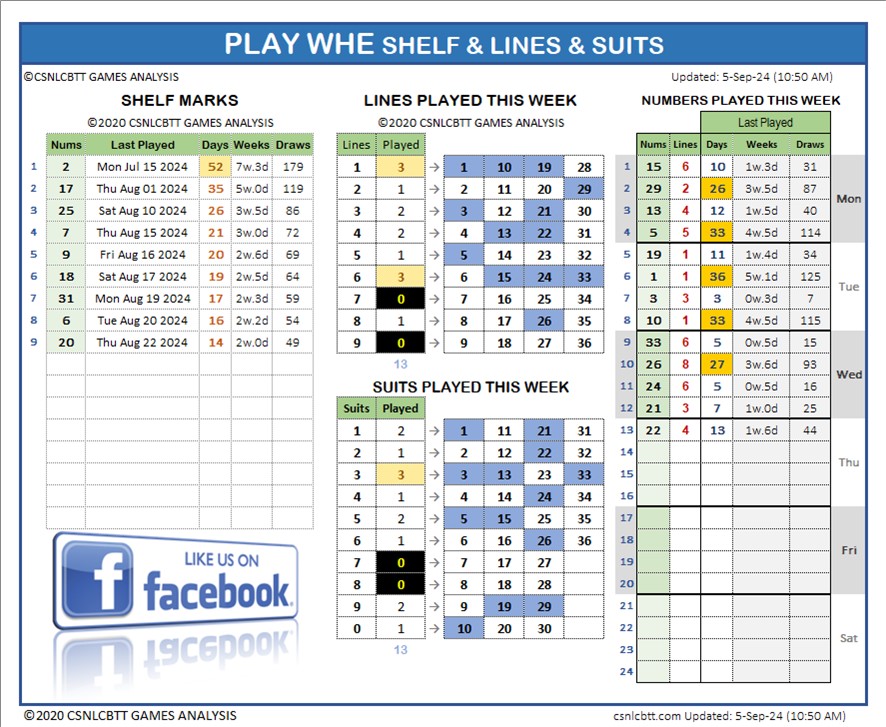 PLAY WHE SHELF & LINES & SUITS
©CSNLCBTT GAMES ANALYSIS
Updated: 5-Sep-24 (10:50 AM)
SHELF MARKS
©2020 CSNLCBTT GAMES ANALYSIS
Nums Last Played Days Weeks Draws
1 2 Mon Jul 15 2024 52 7w.3d 179
2 17 Thu Aug 01 2024 35 5w.0d 119
3 25 Sat Aug 10 2024 26 3w.5d 86
4 7 Thu Aug 15 2024 21 3w.0d 72
5 9 Fri Aug 16 2024 20 2w.6d 69
6 18 Sat Aug 17 2024 19 2w.5d 64
7 31 Mon Aug 19 2024 17 2w.3d 59
8 6 Tue Aug 20 2024 16 2w.2d 54
9 20 Thu Aug 22 2024 14 2w.0d 49
LIKE US ON
facebook.
LINES PLAYED THIS WEEK
©2020 CSNLCBTT GAMES ANALYSIS
Lines Played
1 3 → 1 10 19 28
2 1 → 2 11 20 29
3 2 → 3 12 21 30
4 2 → 4 13 22 31
5 1 → 5 14 23 32
6 3 → 6 15 24 33
7 0 → 7 16 25 34
8 1 → 8 17 26 35
9 0 → 9 18 27 36
13
SUITS PLAYED THIS WEEK
Suits Played
1 2 → 1 11 21 31
2 1 → 2 12 22 32
3 3 → 3 13 23 33
4 1 → 4 14 24 34
5 2 → 5 15 25 35
6 1 → 6 16 26 36
7 0 → 7 17 27
8 0 → 8 18 28
9 2 → 9 19 29
0 1 → 10 20 30
13
NUMBERS PLAYED THIS WEEK
Last Played
Nums Lines Days Weeks Draws
1 15 6 10 1w.3d 31
2 29 2 26 3w.5d 87
Mon
3 13 4 12 1w.5d 40
4 5 5 33 4w.5d 114
5 19 1 11 1w.4d 34
6 1 1 36 5w.1d 125
Tue
7 3 3 3 0w.3d 7
8 10 1 33 4w.5d 115
9 33 6 5 0w.5d 15
10 26 8 27 3w.6d 93
Wed
11 24 6 5 0w.5d 16
12 21 3 7 1w.0d 25
13 22 4 13 1w.6d 44
14
Thu
15
16
17
18
Fri
19
20
21
22
Sat
23
24
©2020 CSNLCBTT GAMES ANALYSIS
csnlcbtt.com Updated: 5-Sep-24 (10:50 AM)